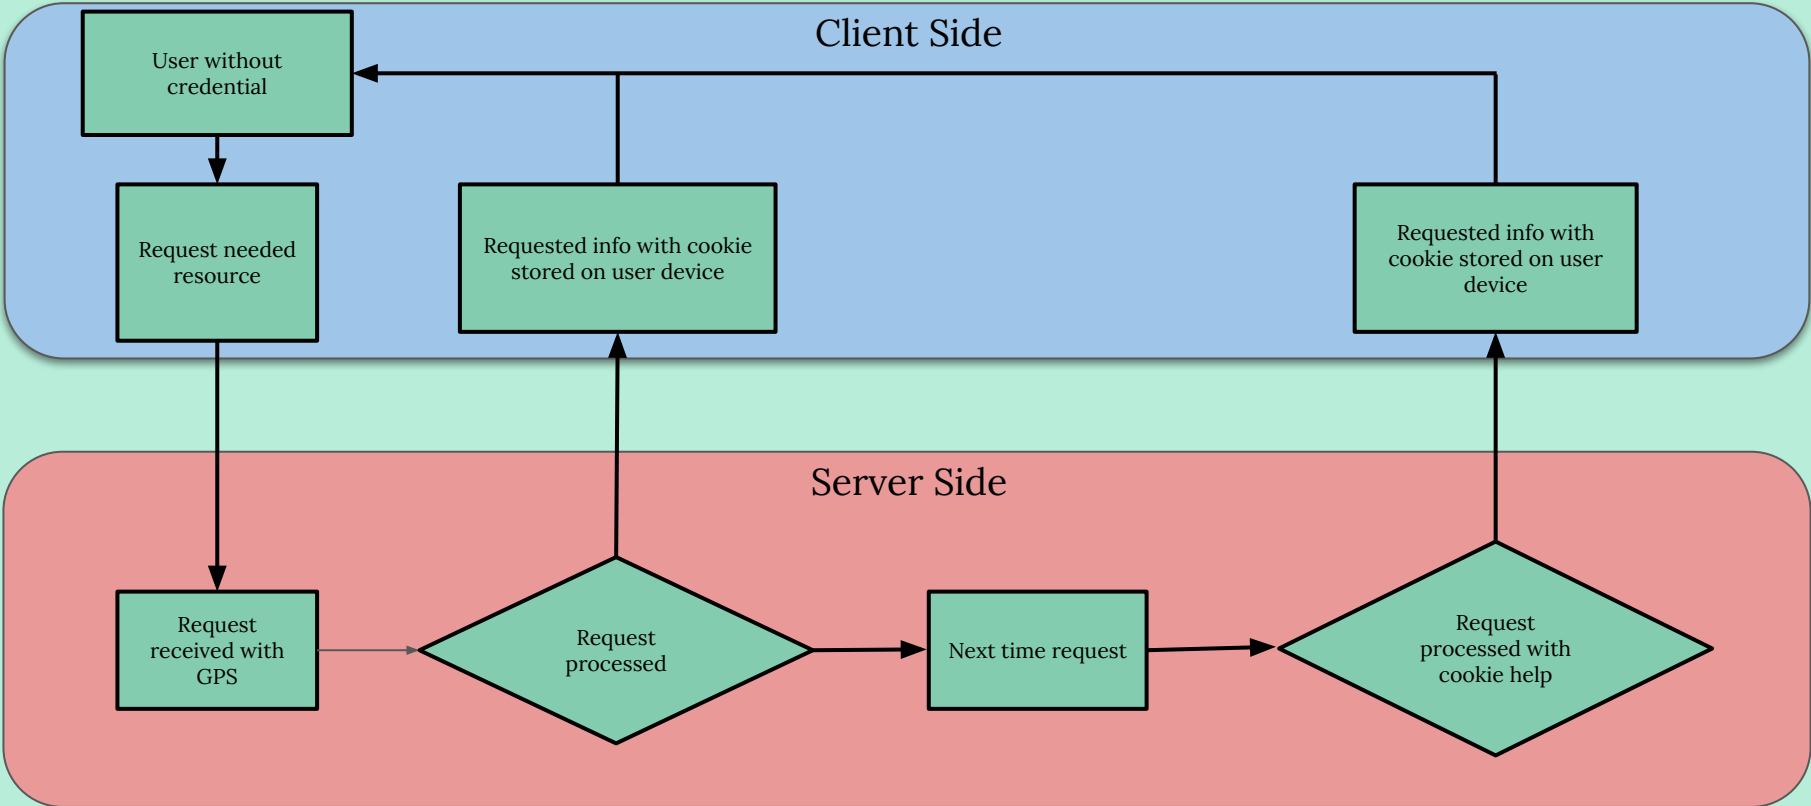 Client Side
User without
credential
Request needed
resource
Requested info with cookie
stored on user device
Requested info with
cookie stored on user
device
Server Side
Request
received with
GPS
Request
processed
Next time request
Request
processed with
cookie help